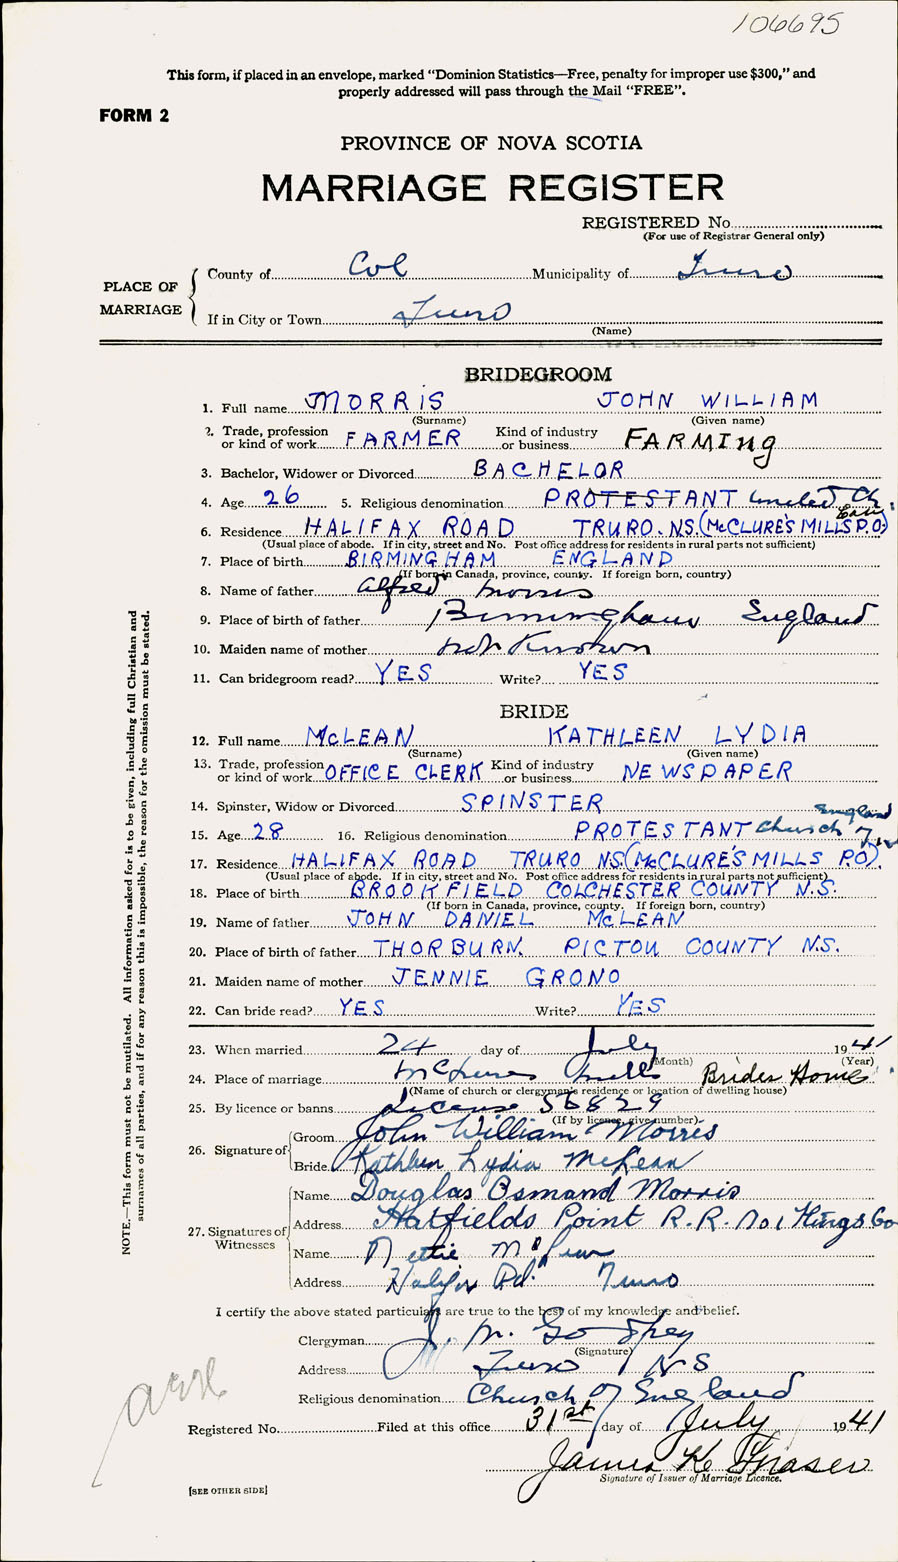 106695
This form, if placed in an envelope, marked "Dominion Statistics—Free, penalty for improper use $300," and
properly addressed will pass through the Mail "FREE".
FORM 2
PROVINCE OF NOVA SCOTIA
MARRIAGE REGISTER
REGISTERED No.
(For use of Registrar General only)
PLACE OF MARRIAGE
County of Col Municipality of Truro
If in City or Town Truro
(Name)
BRIDEGROOM
1. Full name MORRIS JOHN WILLIAM
(Surname) (Given name)
2. Trade, profession or kind of work FARMER Kind of industry or business FARMING
3. Bachelor, Widower or Divorced BACHELOR
4. Age 26 5. Religious denomination PROTESTANT United Ch
6. Residence HALIFAX ROAD TRURO. N.S. (McCLURE'S MILLS P.O.)
(Usual place of abode. If in city, street and No. Post office address for residents in rural parts not sufficient)
7. Place of birth BIRMINGHAM ENGLAND
(If born in Canada, province, county. If foreign born, country)
8. Name of father Alfred Morris
9. Place of birth of father Birmingham England
10. Maiden name of mother not Known
11. Can bridegroom read? YES Write? YES
BRIDE
12. Full name McLEAN KATHLEEN LYDIA
(Surname) (Given name)
13. Trade, profession or kind of work OFFICE CLERK Kind of industry or business NEWSPAPER
14. Spinster, Widow or Divorced SPINSTER
England
15. Age 28 16. Religious denomination PROTESTANT Church of
17. Residence HALIFAX ROAD TRURO N.S. (McCLURE'S MILLS P.O.)
(Usual place of abode. If in city, street and No. Post office address for residents in rural parts not sufficient)
18. Place of birth BROOKFIELD COLCHESTER COUNTY N.S.
(If born in Canada, province, county. If foreign born, country)
19. Name of father JOHN DANIEL McLEAN
20. Place of birth of father THORBURN. PICTOU COUNTY N.S.
21. Maiden name of mother JENNIE GRONO
22. Can bride read? YES Write? YES
23. When married 24 day of July 1941
(Month) (Year)
24. Place of marriage McClures Mills Brides Home
(Name of church or clergyman's residence or location of dwelling house)
25. By licence or banns License 56829
(If by licence, give number)
26. Signature of
Groom John William Morris
Bride Kathleen Lydia McLean
27. Signatures of Witnesses
Name Douglas Osmand Morris
Address Hatfields Point R.R. No 1 Kings Co
Name Nettie McLean
Address Halifax Rd. Truro
I certify the above stated particulars are true to the best of my knowledge and belief.
Clergyman J. M. Godfrey
(Signature)
Address Truro N S
Religious denomination Church of England
Registered No. Filed at this office 31st day of July 1941
James K. Fraser
Signature of Issuer of Marriage Licence.
[SEE OTHER SIDE]
NOTE.—This form must not be mutilated. All information asked for is to be given, including full Christian and
surnames of all parties, and if for any reason this is impossible, the reason for the omission must be stated.